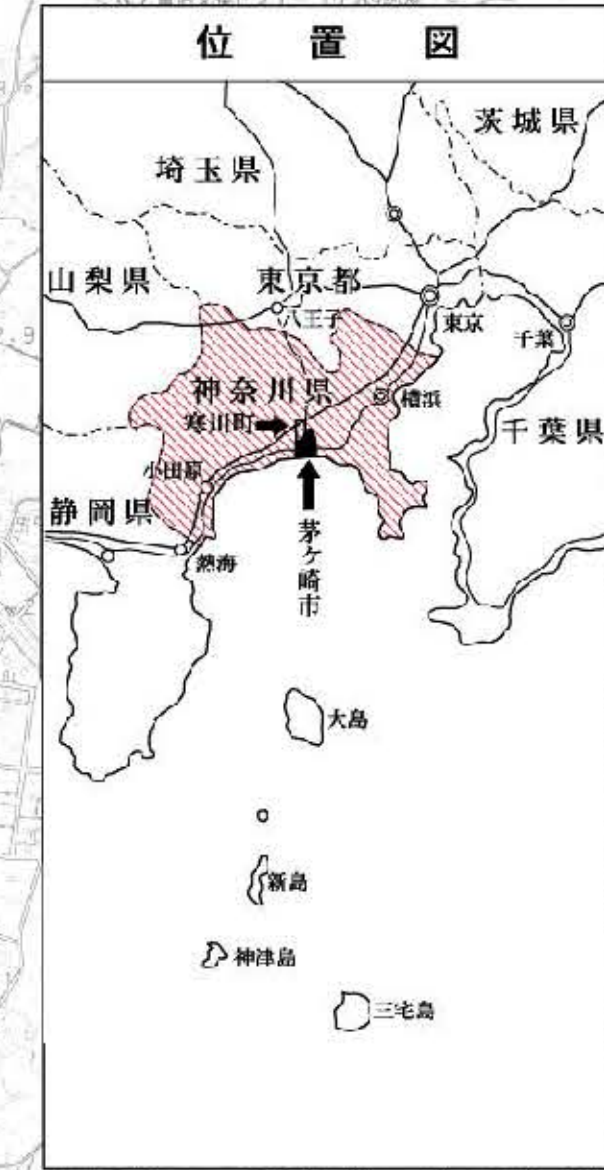 位置図
茨城県
埼玉県
山梨県
東京都
八王子
東京
千葉
神奈川県
横浜
寒川町
千葉県
小田原
静岡県
熱海
茅ヶ崎市
大島
新島
神津島
三宅島